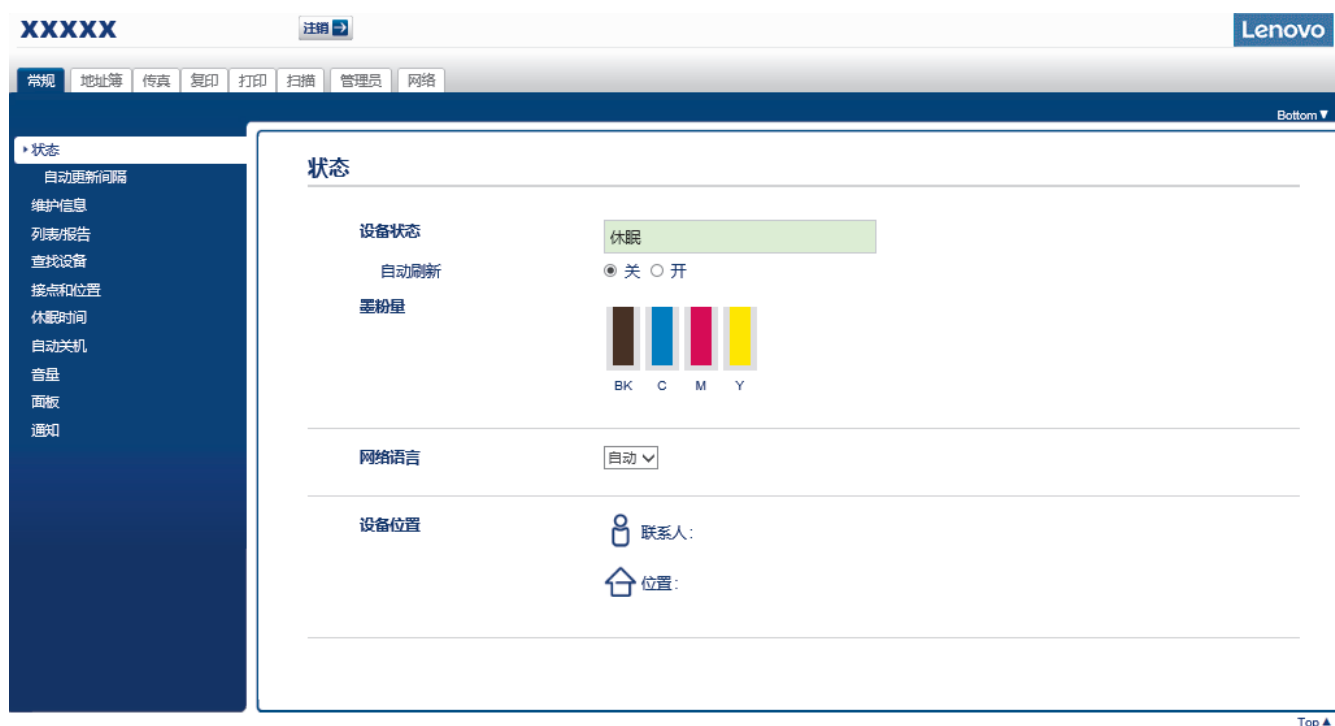 XXXXX 注销 Lenovo
常规 地址簿 传真 复印 打印 扫描 管理员 网络
Bottom▼
状态
自动更新间隔
维护信息
列表/报告
查找设备
接点和位置
休眠时间
自动关机
音量
面板
通知
状态
设备状态 休眠
自动刷新 关 开
墨粉量
BK C M Y
网络语言 自动
设备位置 联系人:
位置:
Top▲